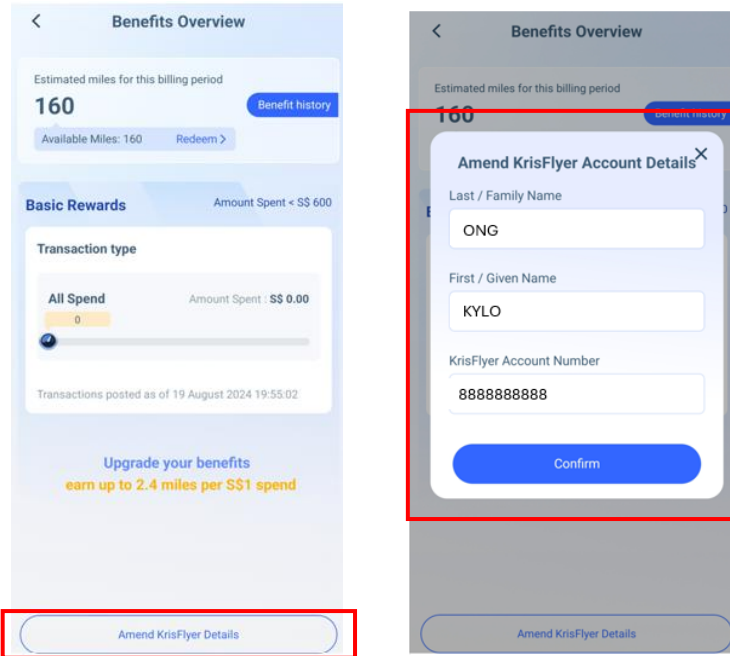 Benefits Overview
Estimated miles for this billing period
160
Benefit history
Available Miles: 160 Redeem >
Basic Rewards Amount Spent < S$ 600
Transaction type
All Spend Amount Spent : S$ 0.00
0
Transactions posted as of 19 August 2024 19:55:02
Upgrade your benefits
earn up to 2.4 miles per S$1 spend
Amend KrisFlyer Details
Benefits Overview
Estimated miles for this billing period
160
Benefit history
Amend KrisFlyer Account Details
Last / Family Name
ONG
First / Given Name
KYLO
KrisFlyer Account Number
8888888888
Confirm
Amend KrisFlyer Details